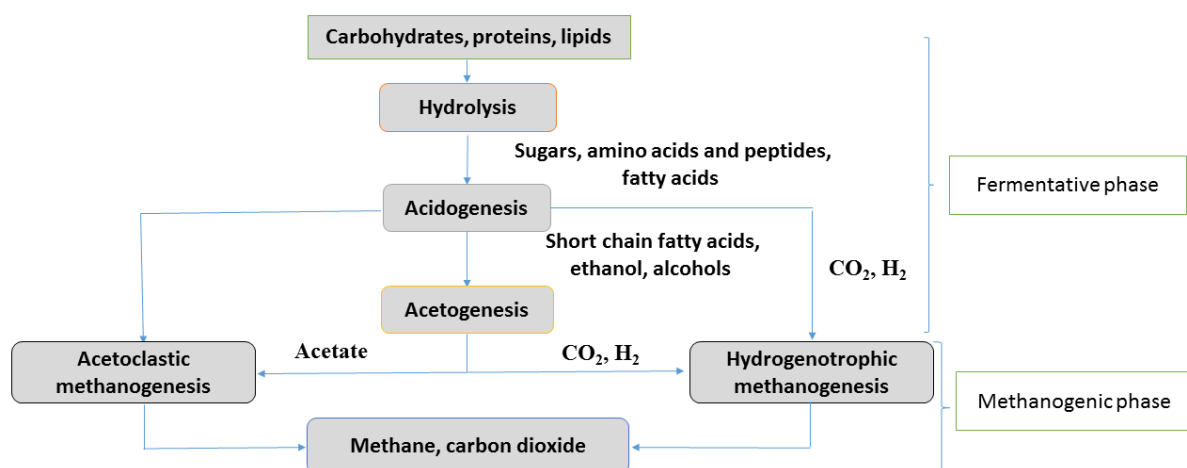 Carbohydrates, proteins, lipids
Hydrolysis
Sugars, amino acids and peptides,
fatty acids
Fermentative phase
Acidogenesis
Short chain fatty acids,
ethanol, alcohols
CO₂, H₂
Acetogenesis
Acetate
CO₂, H₂
Acetoclastic
methanogenesis
Hydrogenotrophic
methanogenesis
Methanogenic phase
Methane, carbon dioxide